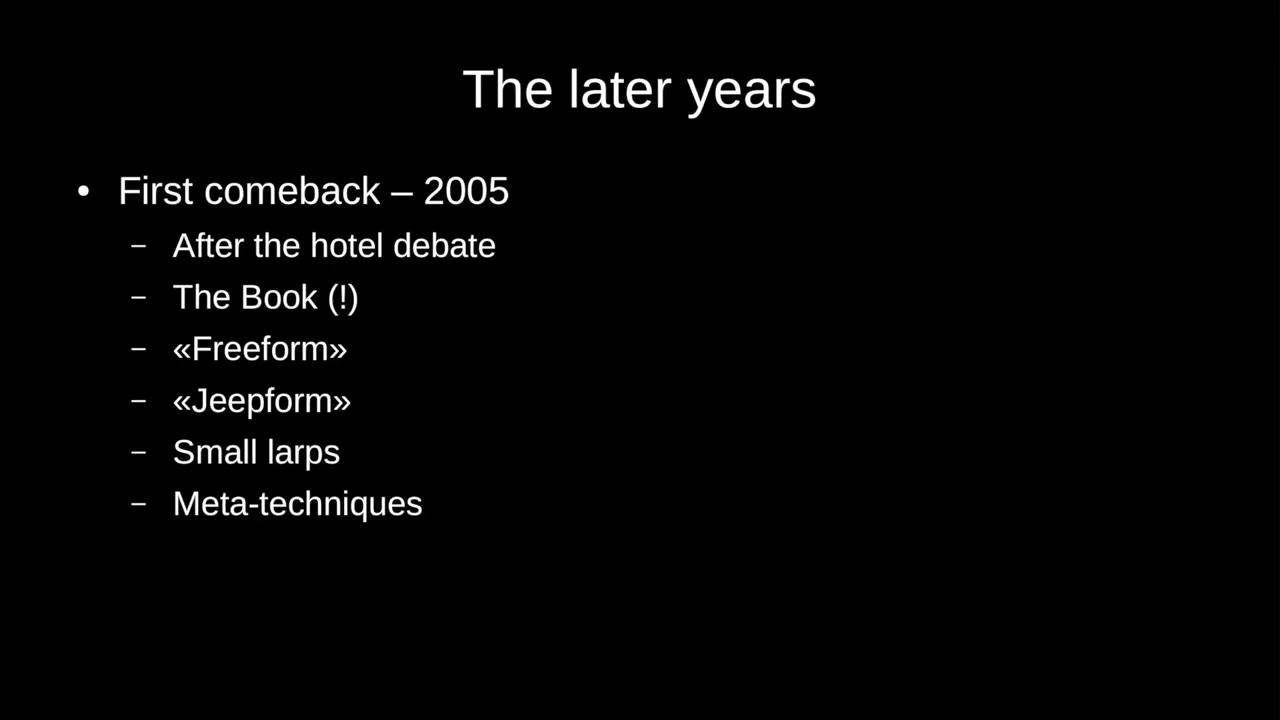 The later years
• First comeback – 2005
– After the hotel debate
– The Book (!)
– «Freeform»
– «Jeepform»
– Small larps
– Meta-techniques